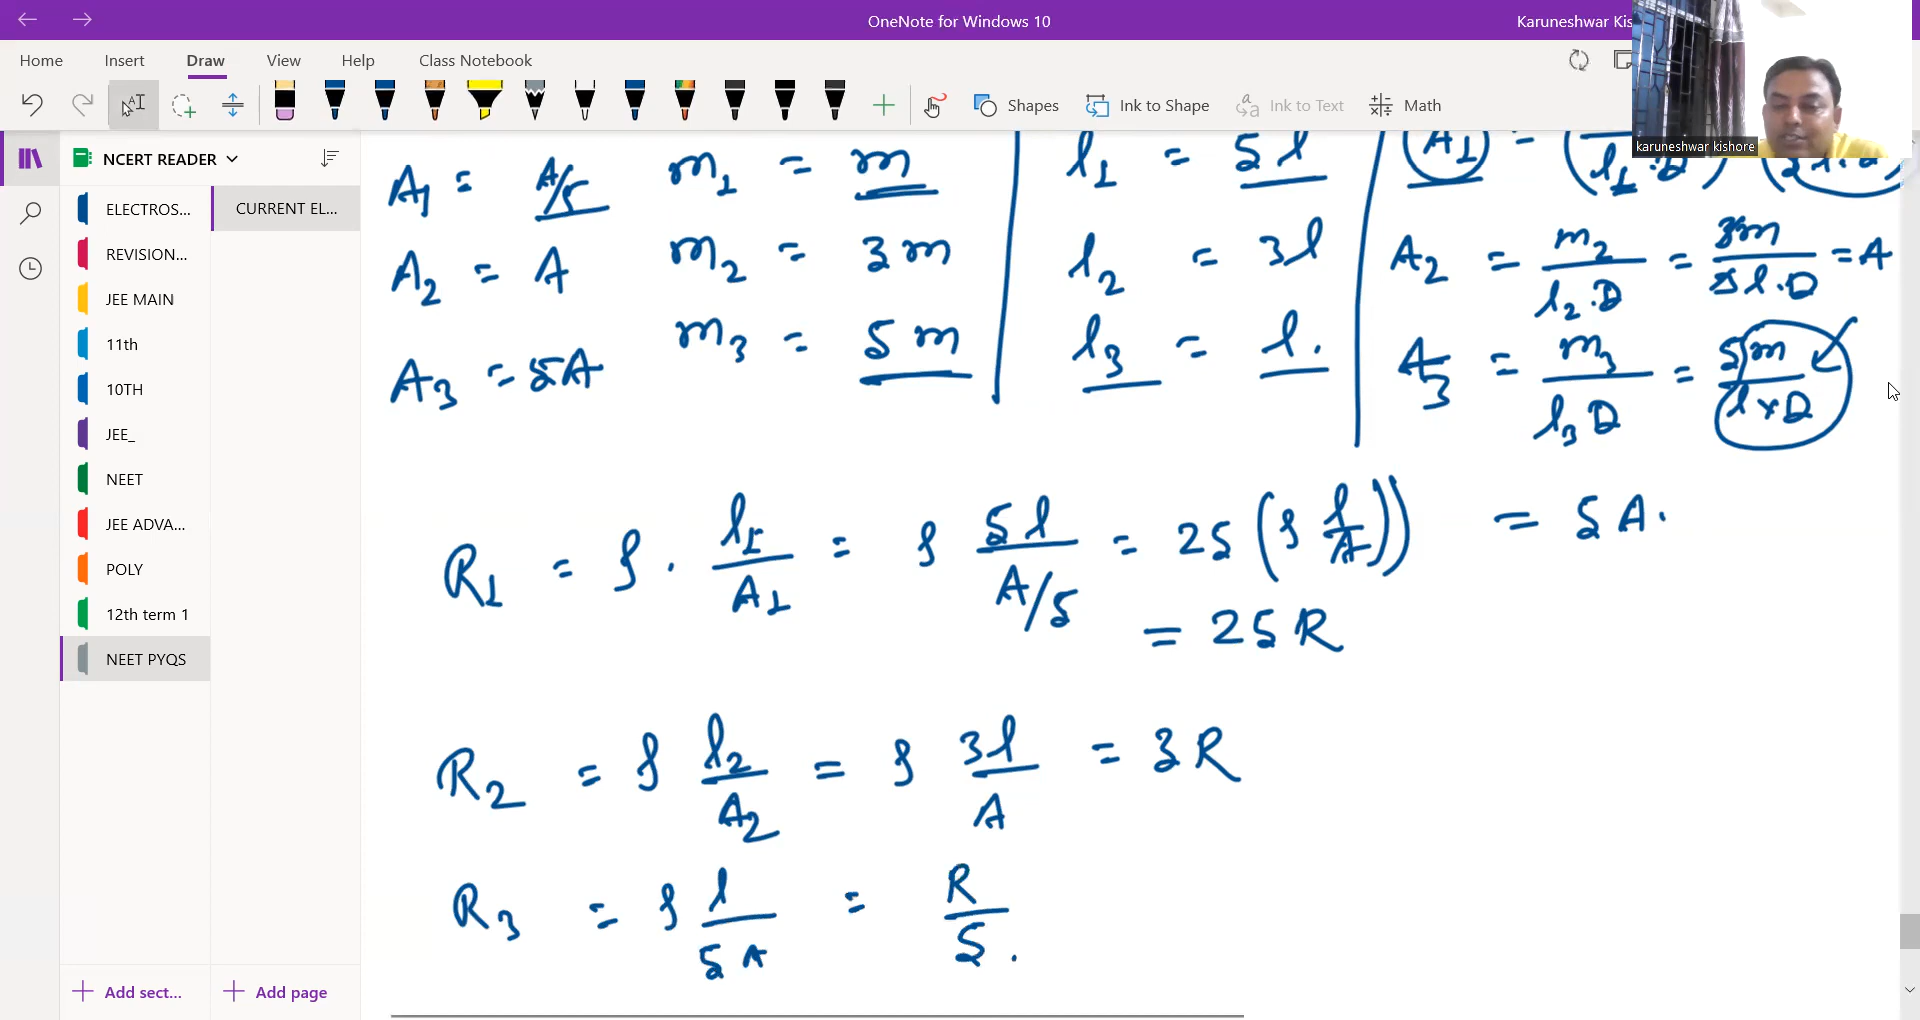 OneNote for Windows 10
Karuneshwar Kis
Home Insert Draw View Help Class Notebook
Shapes Ink to Shape Ink to Text Math
karuneshwar kishore
NCERT READER
ELECTROS...
REVISION...
JEE MAIN
11th
10TH
JEE_
NEET
JEE ADVA...
POLY
12th term 1
NEET PYQS
Add sect...
CURRENT EL...
Add page
A₁ = A/5 m₁ = m l₁ = 5l
A₂ = A m₂ = 3m l₂ = 3l A₂ = m₂/l₂.D = 3m/3l.D = A
A₃ = 5A m₃ = 5m l₃ = l. A₃ = m₃/l₃D = 5m/l×D
= 5A.
R₁ = ρ . l₁/A₁ = ρ 5l/A/5 = 25 (ρ l/A)
= 25R
R₂ = ρ l₂/A₂ = ρ 3l/A = 3R
R₃ = ρ l/5A = R/5.